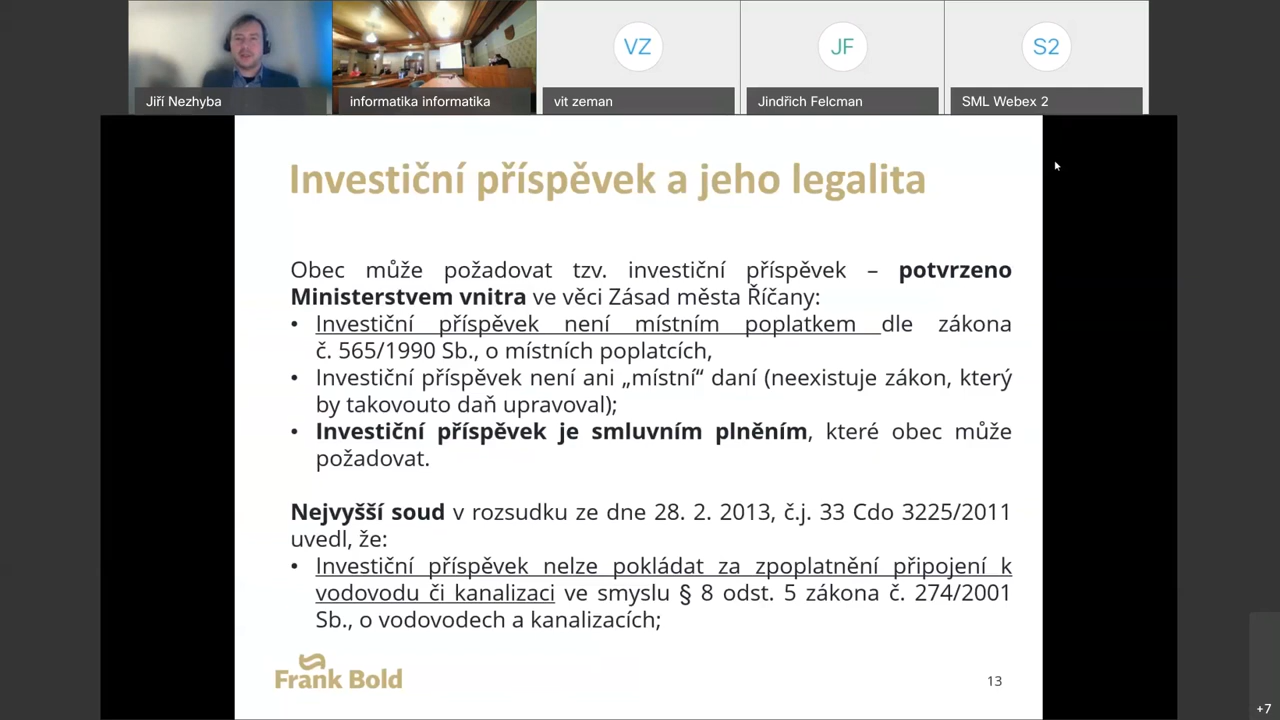 VZ
JF
S2
Jiří Nezhyba
informatika informatika
vit zeman
Jindřich Felcman
SML Webex 2
Investiční příspěvek a jeho legalita
Obec může požadovat tzv. investiční příspěvek – potvrzeno
Ministerstvem vnitra ve věci Zásad města Říčany:
• Investiční příspěvek není místním poplatkem dle zákona
č. 565/1990 Sb., o místních poplatcích,
• Investiční příspěvek není ani „místní“ daní (neexistuje zákon, který
by takovouto daň upravoval);
• Investiční příspěvek je smluvním plněním, které obec může
požadovat.
Nejvyšší soud v rozsudku ze dne 28. 2. 2013, č.j. 33 Cdo 3225/2011
uvedl, že:
• Investiční příspěvek nelze pokládat za zpoplatnění připojení k
vodovodu či kanalizaci ve smyslu § 8 odst. 5 zákona č. 274/2001
Sb., o vodovodech a kanalizacích;
Frank Bold
13
+7